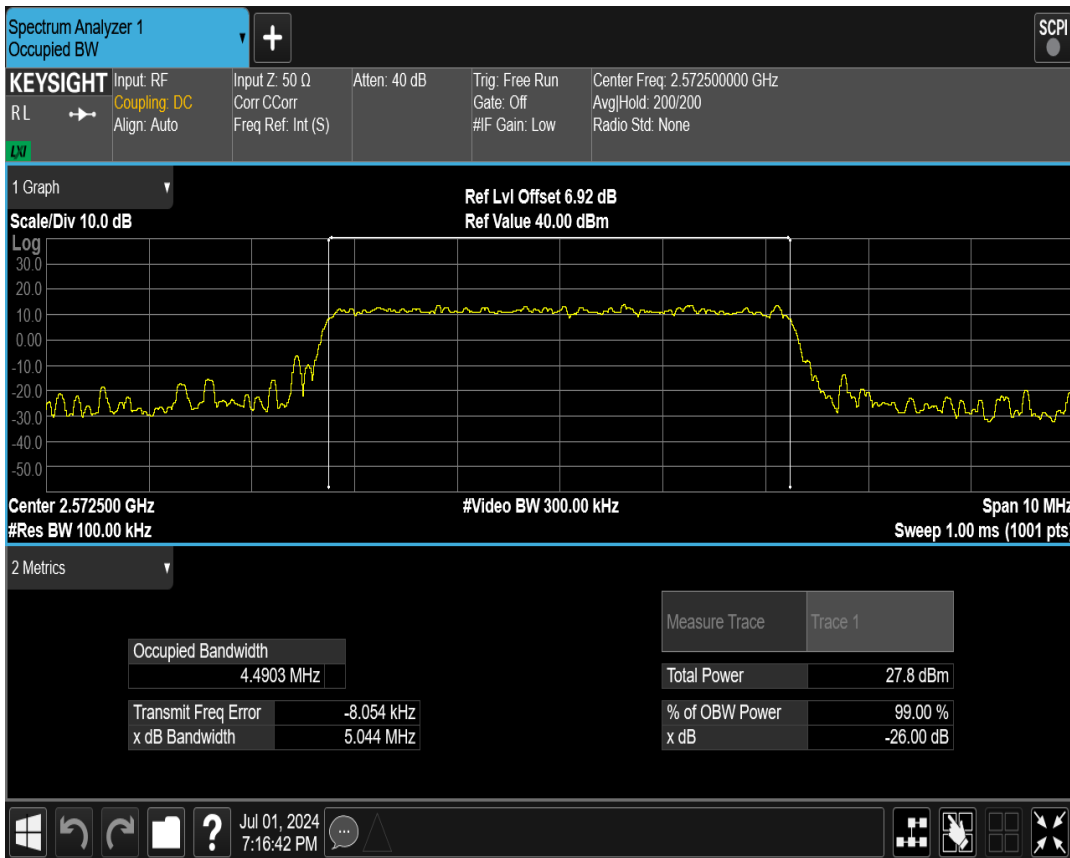 Spectrum Analyzer 1
Occupied BW
+
SCPI
KEYSIGHT
RL
LXI
Input: RF
Coupling: DC
Align: Auto
Input Z: 50 Ω
Corr CCorr
Freq Ref: Int (S)
Atten: 40 dB
Trig: Free Run
Gate: Off
#IF Gain: Low
Center Freq: 2.572500000 GHz
Avg|Hold: 200/200
Radio Std: None
1 Graph
Scale/Div 10.0 dB
Ref Lvl Offset 6.92 dB
Ref Value 40.00 dBm
Log
30.0
20.0
10.0
0.00
-10.0
-20.0
-30.0
-40.0
-50.0
Center 2.572500 GHz
#Video BW 300.00 kHz
Span 10 MHz
#Res BW 100.00 kHz
Sweep 1.00 ms (1001 pts)
2 Metrics
Occupied Bandwidth
4.4903 MHz
Transmit Freq Error -8.054 kHz
x dB Bandwidth 5.044 MHz
Measure Trace Trace 1
Total Power 27.8 dBm
% of OBW Power 99.00 %
x dB -26.00 dB
?
Jul 01, 2024
7:16:42 PM